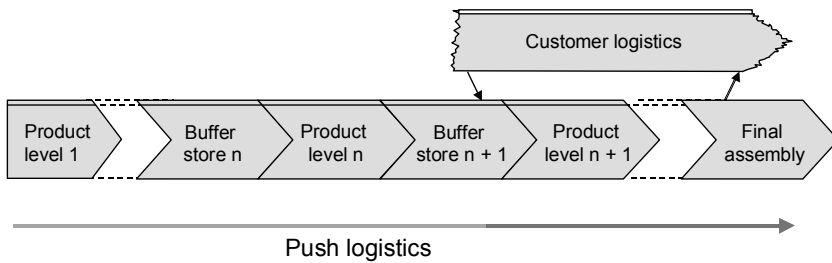 Customer logistics
Product
level 1
Buffer
store n
Product
level n
Buffer
store n + 1
Product
level n + 1
Final
assembly
Push logistics